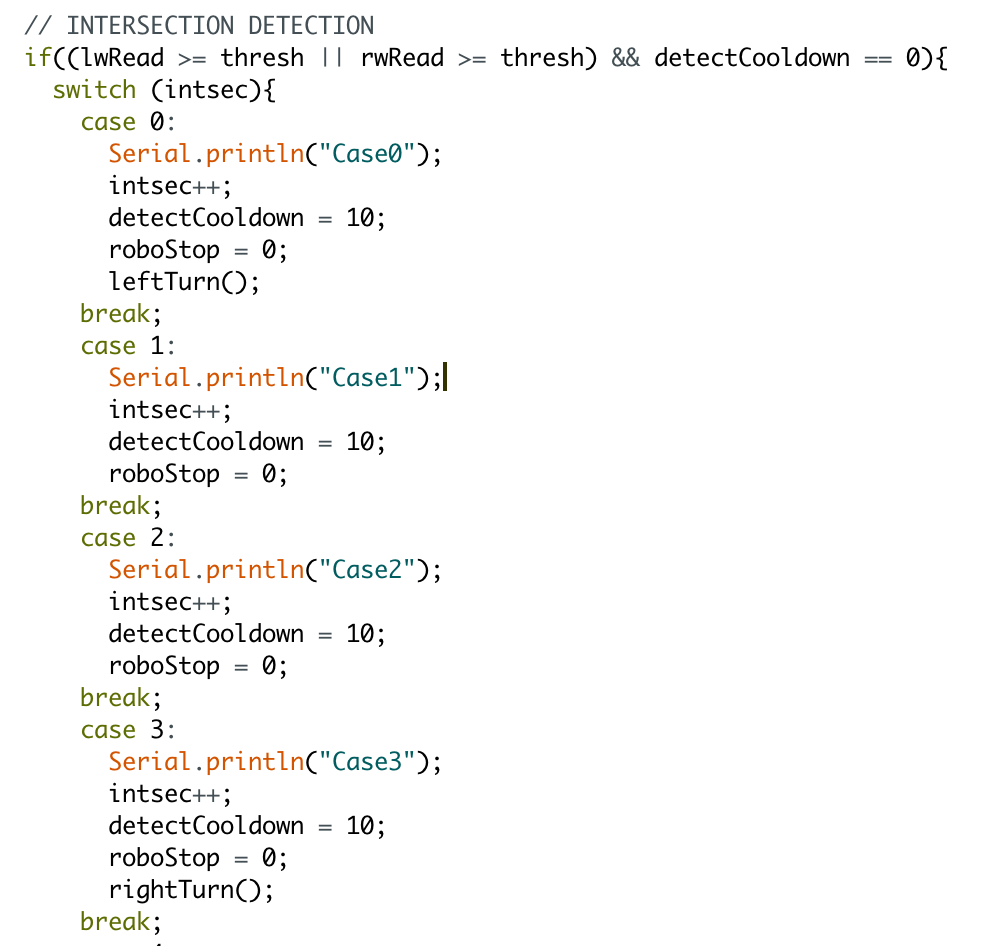 // INTERSECTION DETECTION
if((lwRead >= thresh || rwRead >= thresh) && detectCooldown == 0){
  switch (intsec){
    case 0:
      Serial.println("Case0");
      intsec++;
      detectCooldown = 10;
      roboStop = 0;
      leftTurn();
    break;
    case 1:
      Serial.println("Case1");
      intsec++;
      detectCooldown = 10;
      roboStop = 0;
    break;
    case 2:
      Serial.println("Case2");
      intsec++;
      detectCooldown = 10;
      roboStop = 0;
    break;
    case 3:
      Serial.println("Case3");
      intsec++;
      detectCooldown = 10;
      roboStop = 0;
      rightTurn();
    break;